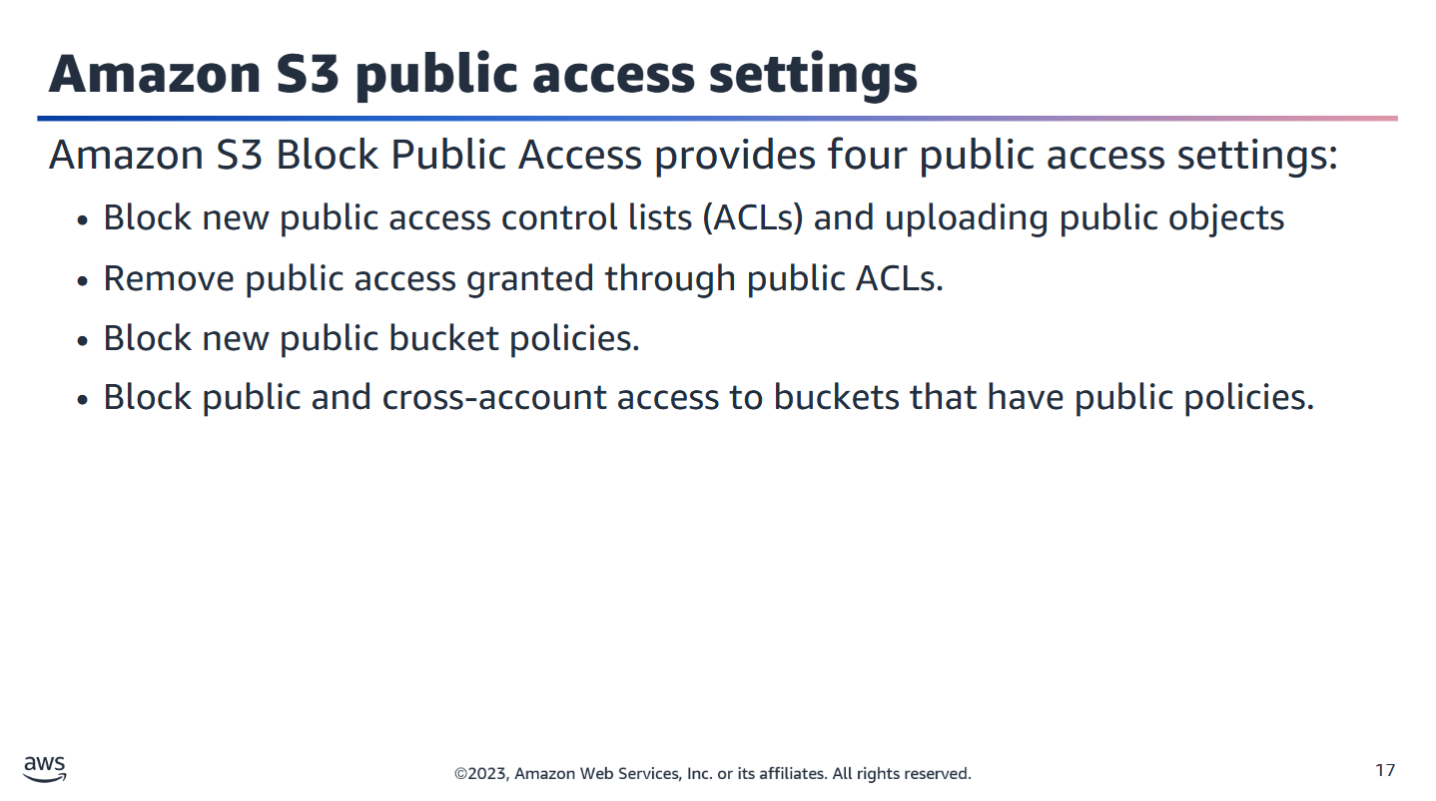 Amazon S3 public access settings
Amazon S3 Block Public Access provides four public access settings:
• Block new public access control lists (ACLs) and uploading public objects
• Remove public access granted through public ACLs.
• Block new public bucket policies.
• Block public and cross-account access to buckets that have public policies.
aws
©2023, Amazon Web Services, Inc. or its affiliates. All rights reserved.
17